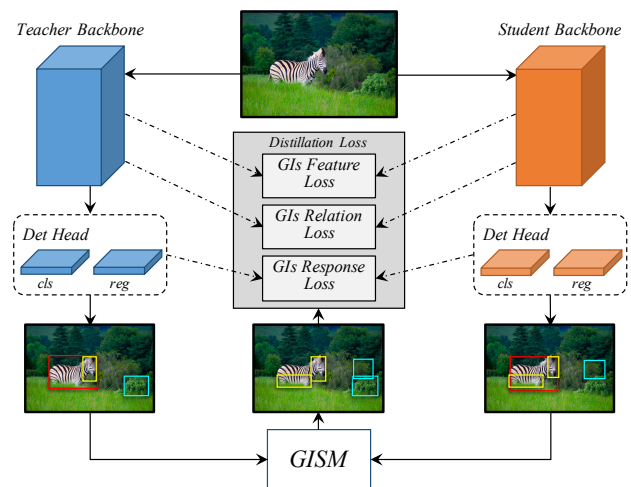 Teacher Backbone
Student Backbone
Distillation Loss
GIs Feature
Loss
GIs Relation
Loss
GIs Response
Loss
Det Head
cls
reg
Det Head
cls
reg
GISM